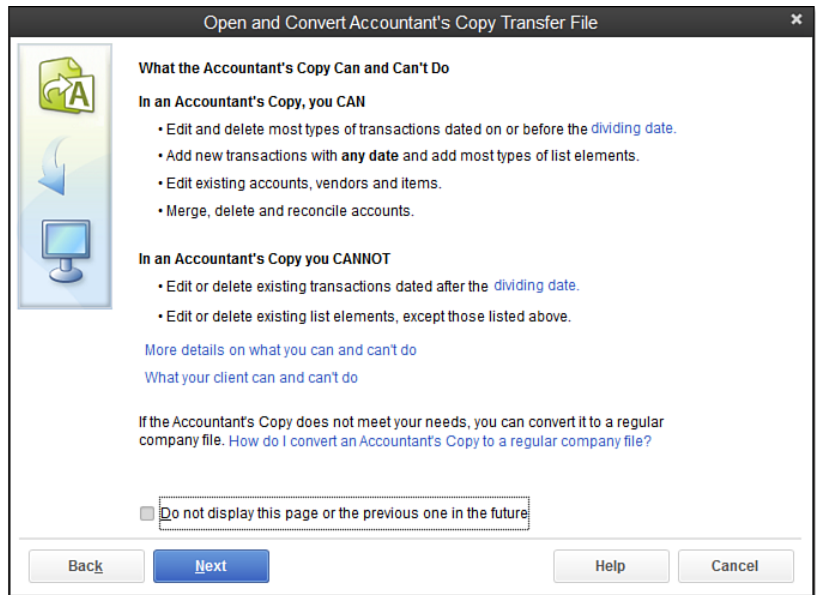 Open and Convert Accountant's Copy Transfer File
×
A
What the Accountant's Copy Can and Can't Do
In an Accountant's Copy, you CAN
• Edit and delete most types of transactions dated on or before the dividing date.
• Add new transactions with any date and add most types of list elements.
• Edit existing accounts, vendors and items.
• Merge, delete and reconcile accounts.
In an Accountant's Copy you CANNOT
• Edit or delete existing transactions dated after the dividing date.
• Edit or delete existing list elements, except those listed above.
More details on what you can and can't do
What your client can and can't do
If the Accountant's Copy does not meet your needs, you can convert it to a regular
company file. How do I convert an Accountant's Copy to a regular company file?
Do not display this page or the previous one in the future
Back Next Help Cancel